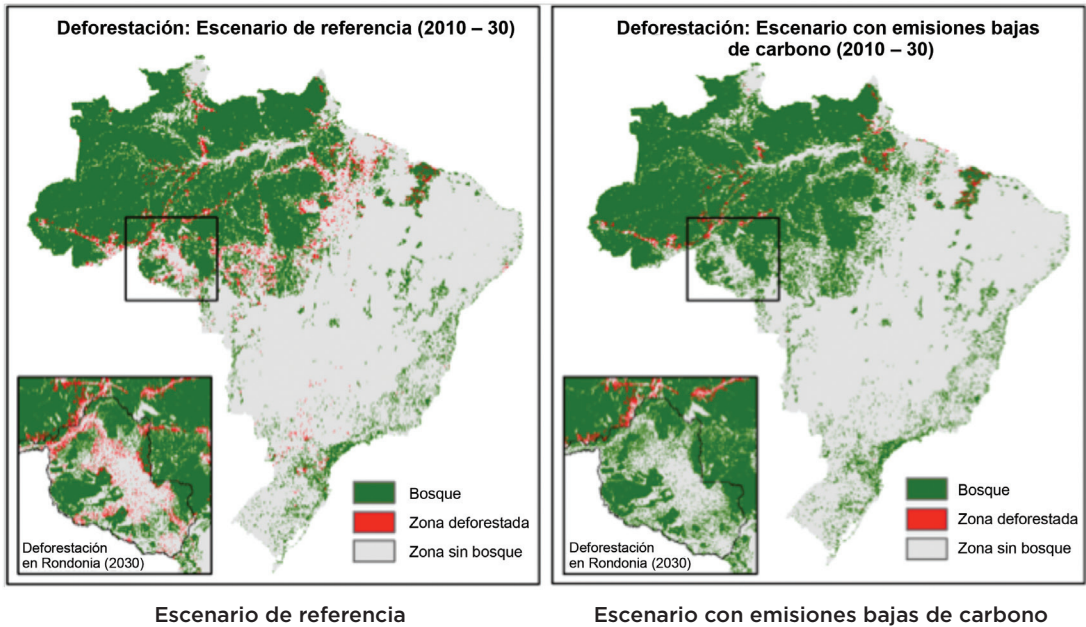 Deforestación: Escenario de referencia (2010 – 30)
Bosque
Zona deforestada
Zona sin bosque
Deforestación
en Rondonia (2030)
Escenario de referencia
Deforestación: Escenario con emisiones bajas
de carbono (2010 – 30)
Bosque
Zona deforestada
Zona sin bosque
Deforestación
en Rondonia (2030)
Escenario con emisiones bajas de carbono